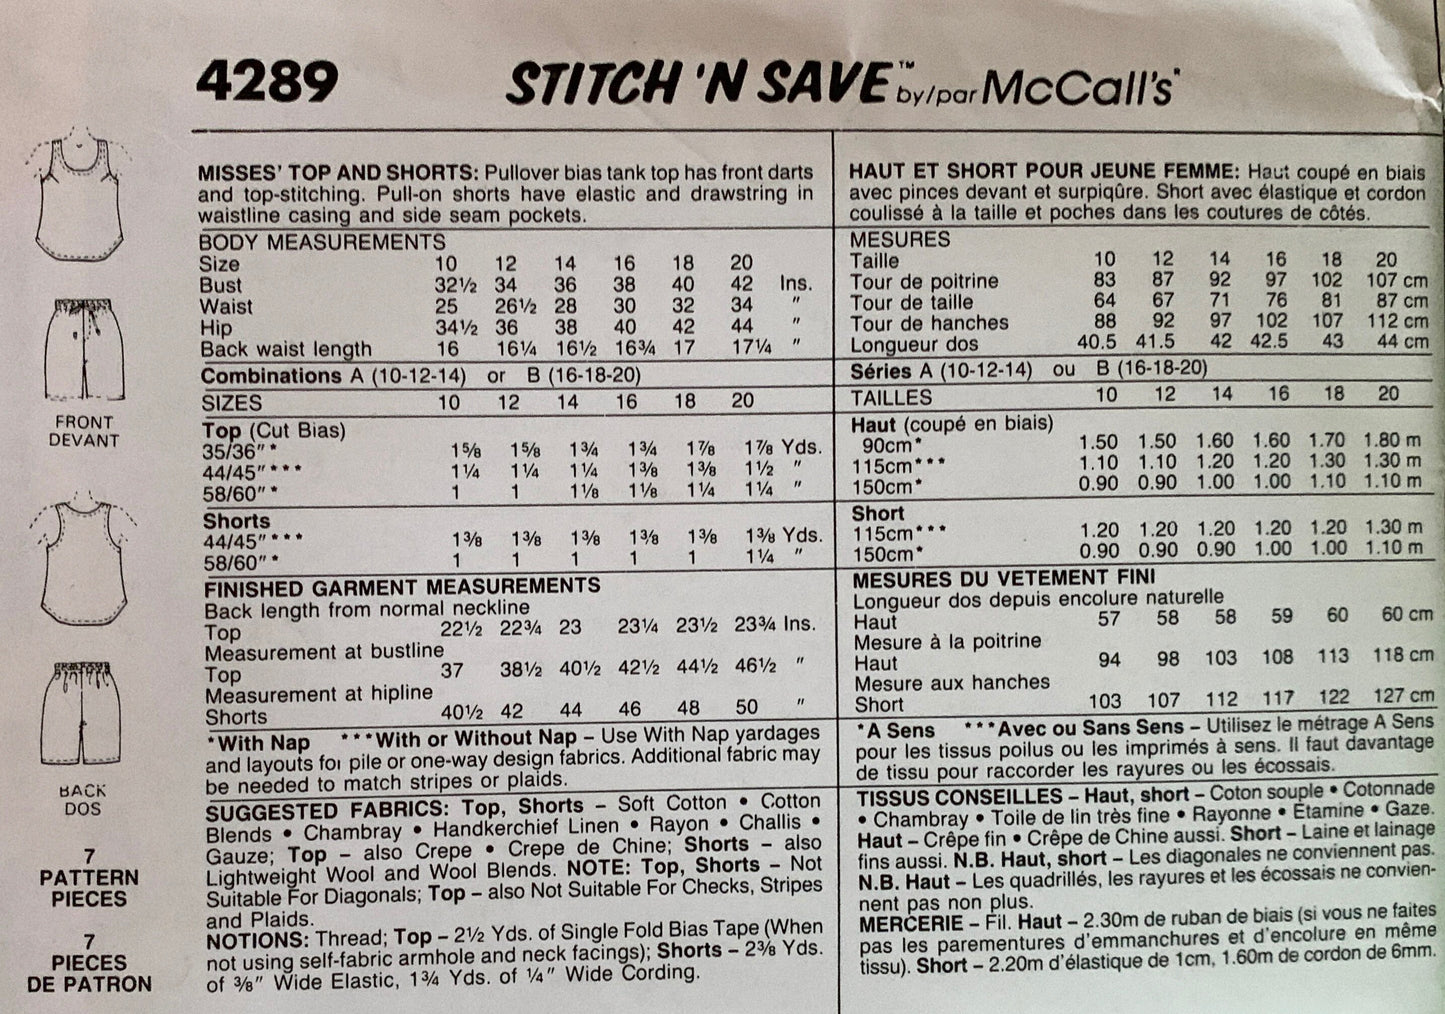 4289
STITCH 'N SAVE™ by/par McCall's®
MISSES' TOP AND SHORTS: Pullover bias tank top has front darts
and top-stitching. Pull-on shorts have elastic and drawstring in
waistline casing and side seam pockets.
BODY MEASUREMENTS
Size 10 12 14 16 18 20
Bust 32½ 34 36 38 40 42 Ins.
Waist 25 26½ 28 30 32 34 "
Hip 34½ 36 38 40 42 44 "
Back waist length 16 16¼ 16½ 16¾ 17 17¼ "
Combinations A (10-12-14) or B (16-18-20)
SIZES 10 12 14 16 18 20
Top (Cut Bias)
35/36"* 1⅝ 1⅝ 1¾ 1¾ 1⅞ 1⅞ Yds.
44/45"*** 1¼ 1¼ 1¼ 1⅜ 1⅜ 1½ "
58/60"* 1 1 1⅛ 1⅛ 1¼ 1¼ "
Shorts
44/45"*** 1⅜ 1⅜ 1⅜ 1⅜ 1⅜ 1⅜ Yds.
58/60"* 1 1 1 1 1 1¼ "
FINISHED GARMENT MEASUREMENTS
Back length from normal neckline
Top 22½ 22¾ 23 23¼ 23½ 23¾ Ins.
Measurement at bustline
Top 37 38½ 40½ 42½ 44½ 46½ "
Measurement at hipline
Shorts 40½ 42 44 46 48 50 "
*With Nap ***With or Without Nap – Use With Nap yardages
and layouts for pile or one-way design fabrics. Additional fabric may
be needed to match stripes or plaids.
SUGGESTED FABRICS: Top, Shorts – Soft Cotton • Cotton
Blends • Chambray • Handkerchief Linen • Rayon • Challis •
Gauze; Top – also Crepe • Crepe de Chine; Shorts – also
Lightweight Wool and Wool Blends. NOTE: Top, Shorts – Not
Suitable For Diagonals; Top – also Not Suitable For Checks, Stripes
and Plaids.
NOTIONS: Thread; Top – 2½ Yds. of Single Fold Bias Tape (When
not using self-fabric armhole and neck facings); Shorts – 2⅜ Yds.
of ⅜" Wide Elastic, 1¾ Yds. of ¼" Wide Cording.
HAUT ET SHORT POUR JEUNE FEMME: Haut coupé en biais
avec pinces devant et surpiqûre. Short avec élastique et cordon
coulissé à la taille et poches dans les coutures de côtés.
MESURES
Taille 10 12 14 16 18 20
Tour de poitrine 83 87 92 97 102 107 cm
Tour de taille 64 67 71 76 81 87 cm
Tour de hanches 88 92 97 102 107 112 cm
Longueur dos 40.5 41.5 42 42.5 43 44 cm
Séries A (10-12-14) ou B (16-18-20)
TAILLES 10 12 14 16 18 20
Haut (coupé en biais)
90cm* 1.50 1.50 1.60 1.60 1.70 1.80 m
115cm*** 1.10 1.10 1.20 1.20 1.30 1.30 m
150cm* 0.90 0.90 1.00 1.00 1.10 1.10 m
Short
115cm*** 1.20 1.20 1.20 1.20 1.20 1.30 m
150cm* 0.90 0.90 0.90 1.00 1.00 1.10 m
MESURES DU VETEMENT FINI
Longueur dos depuis encolure naturelle
Haut 57 58 58 59 60 60 cm
Mesure à la poitrine
Haut 94 98 103 108 113 118 cm
Mesure aux hanches
Short 103 107 112 117 122 127 cm
*A Sens ***Avec ou Sans Sens – Utilisez le métrage A Sens
pour les tissus poilus ou les imprimés à sens. Il faut davantage
de tissu pour raccorder les rayures ou les écossais.
TISSUS CONSEILLES – Haut, short – Coton souple • Cotonnade
• Chambray • Toile de lin très fine • Rayonne • Etamine • Gaze.
Haut – Crêpe fin • Crêpe de Chine aussi. Short – Laine et lainage
fins aussi. N.B. Haut, short – Les diagonales ne conviennent pas.
N.B. Haut – Les quadrillés, les rayures et les écossais ne convien-
nent pas non plus.
MERCERIE – Fil. Haut – 2.30m de ruban de biais (si vous ne faites
pas les parementures d'emmanchures et d'encolure en même
tissu). Short – 2.20m d'élastique de 1cm, 1.60m de cordon de 6mm.
FRONT
DEVANT
BACK
DOS
7
PATTERN
PIECES
7
PIECES
DE PATRON